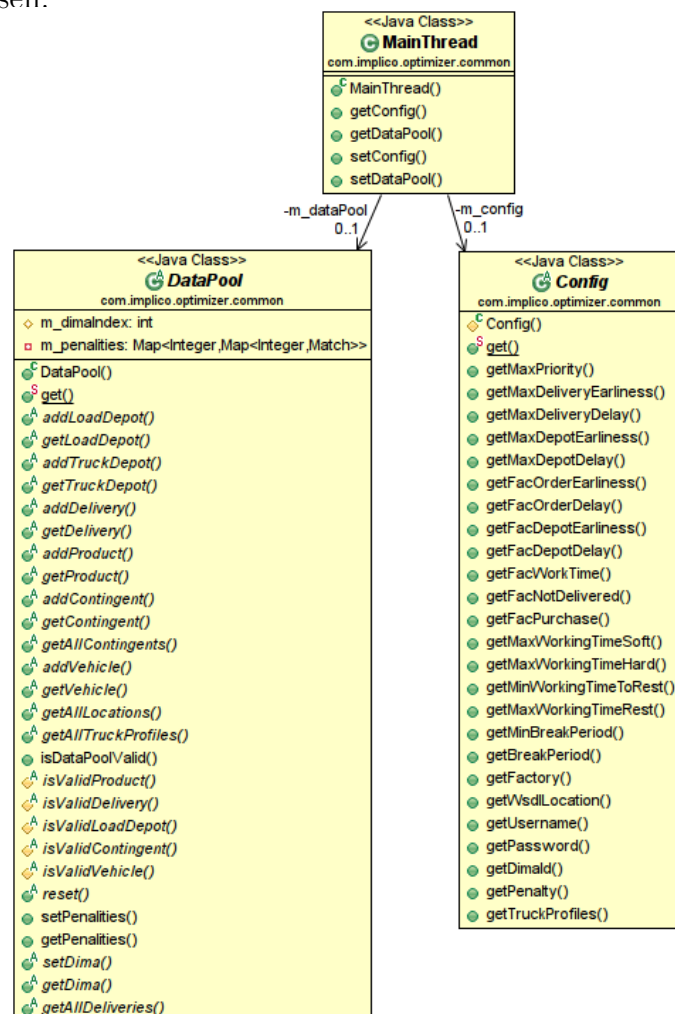 <<Java Class>>
MainThread
com.implico.optimizer.common
MainThread()
getConfig()
getDataPool()
setConfig()
setDataPool()
-m_dataPool
0..1
-m_config
0..1
<<Java Class>>
DataPool
com.implico.optimizer.common
m_dimaIndex: int
m_penalities: Map<Integer,Map<Integer,Match>>
DataPool()
get()
addLoadDepot()
getLoadDepot()
addTruckDepot()
getTruckDepot()
addDelivery()
getDelivery()
addProduct()
getProduct()
addContingent()
getContingent()
getAllContingents()
addVehicle()
getVehicle()
getAllLocations()
getAllTruckProfiles()
isDataPoolValid()
isValidProduct()
isValidDelivery()
isValidLoadDepot()
isValidContingent()
isValidVehicle()
reset()
setPenalities()
getPenalities()
setDima()
getDima()
getAllDeliveries()
<<Java Class>>
Config
com.implico.optimizer.common
Config()
get()
getMaxPriority()
getMaxDeliveryEarliness()
getMaxDeliveryDelay()
getMaxDepotEarliness()
getMaxDepotDelay()
getFacOrderEarliness()
getFacOrderDelay()
getFacDepotEarliness()
getFacDepotDelay()
getFacWorkTime()
getFacNotDelivered()
getFacPurchase()
getMaxWorkingTimeSoft()
getMaxWorkingTimeHard()
getMinWorkingTimeToRest()
getMaxWorkingTimeRest()
getMinBreakPeriod()
getBreakPeriod()
getFactory()
getWsdlLocation()
getUsername()
getPassword()
getDimaId()
getPenalty()
getTruckProfiles()